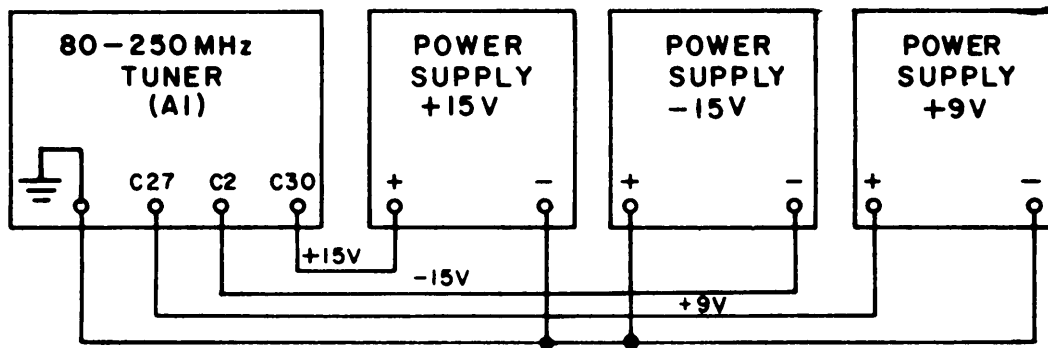 80-250 MHz
TUNER
(A1)
C27 C2 C30
POWER
SUPPLY
+15V
+ -
POWER
SUPPLY
-15V
+ -
POWER
SUPPLY
+9V
+ -
+15V
-15V
+9V